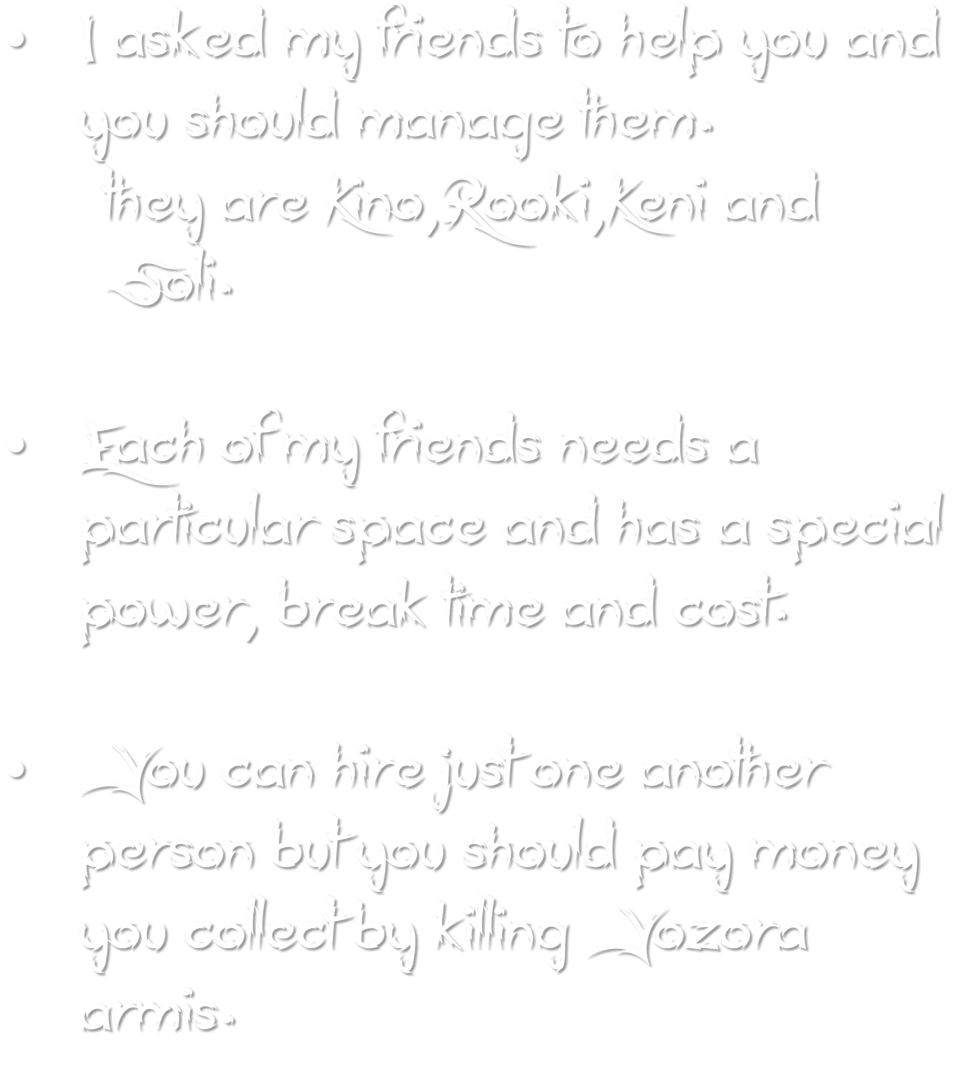 • I asked my friends to help you and
you should manage them.
they are Kino,Rooki,Keni and
Soli.
• Each of my friends needs a
particular space and has a special
power, break time and cost.
• You can hire just one another
person but you should pay money
you collect by killing Yozora
armis.